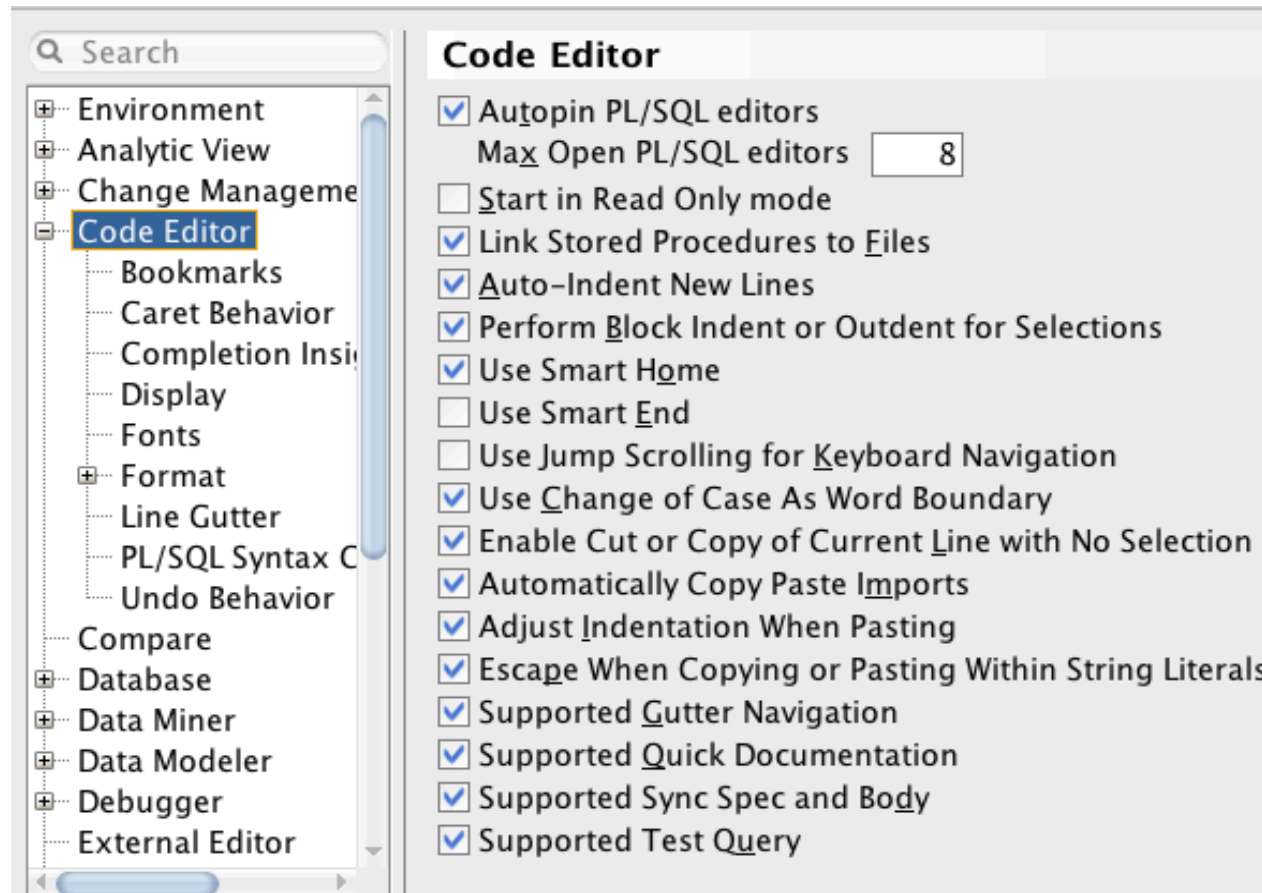 Search
Environment
Analytic View
Change Manageme
Code Editor
Bookmarks
Caret Behavior
Completion Insi
Display
Fonts
Format
Line Gutter
PL/SQL Syntax C
Undo Behavior
Compare
Database
Data Miner
Data Modeler
Debugger
External Editor
Code Editor
Autopin PL/SQL editors
Max Open PL/SQL editors 8
Start in Read Only mode
Link Stored Procedures to Files
Auto-Indent New Lines
Perform Block Indent or Outdent for Selections
Use Smart Home
Use Smart End
Use Jump Scrolling for Keyboard Navigation
Use Change of Case As Word Boundary
Enable Cut or Copy of Current Line with No Selection
Automatically Copy Paste Imports
Adjust Indentation When Pasting
Escape When Copying or Pasting Within String Literals
Supported Gutter Navigation
Supported Quick Documentation
Supported Sync Spec and Body
Supported Test Query